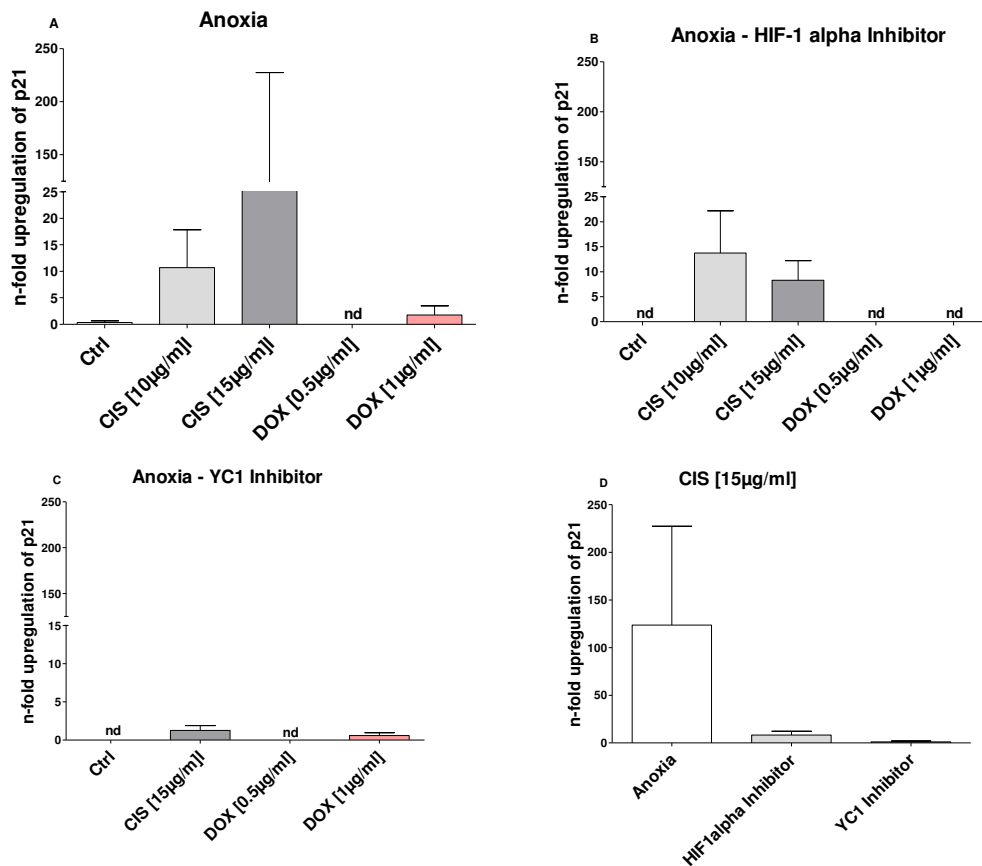 A
Anoxia
n-fold upregulation of p21
250
200
150
25
20
15
10
5
0
nd
Ctrl
CIS [10µg/m]l
CIS [15µg/m]l
DOX [0.5µg/ml]
DOX [1µg/ml]
B
Anoxia - HIF-1 alpha Inhibitor
n-fold upregulation of p21
250
200
150
25
20
15
10
5
0
nd
nd
nd
Ctrl
CIS [10µg/ml]
CIS [15µg/ml]
DOX [0.5µg/ml]
DOX [1µg/ml]
C
Anoxia - YC1 Inhibitor
n-fold upregulation of p21
250
200
150
15
10
5
0
nd
nd
Ctrl
CIS [15µg/m]l
DOX [0.5µg/ml]
DOX [1µg/ml]
D
CIS [15µg/ml]
n-fold upregulation of p21
250
200
150
100
50
0
Anoxia
HIF1alpha Inhibitor
YC1 Inhibitor